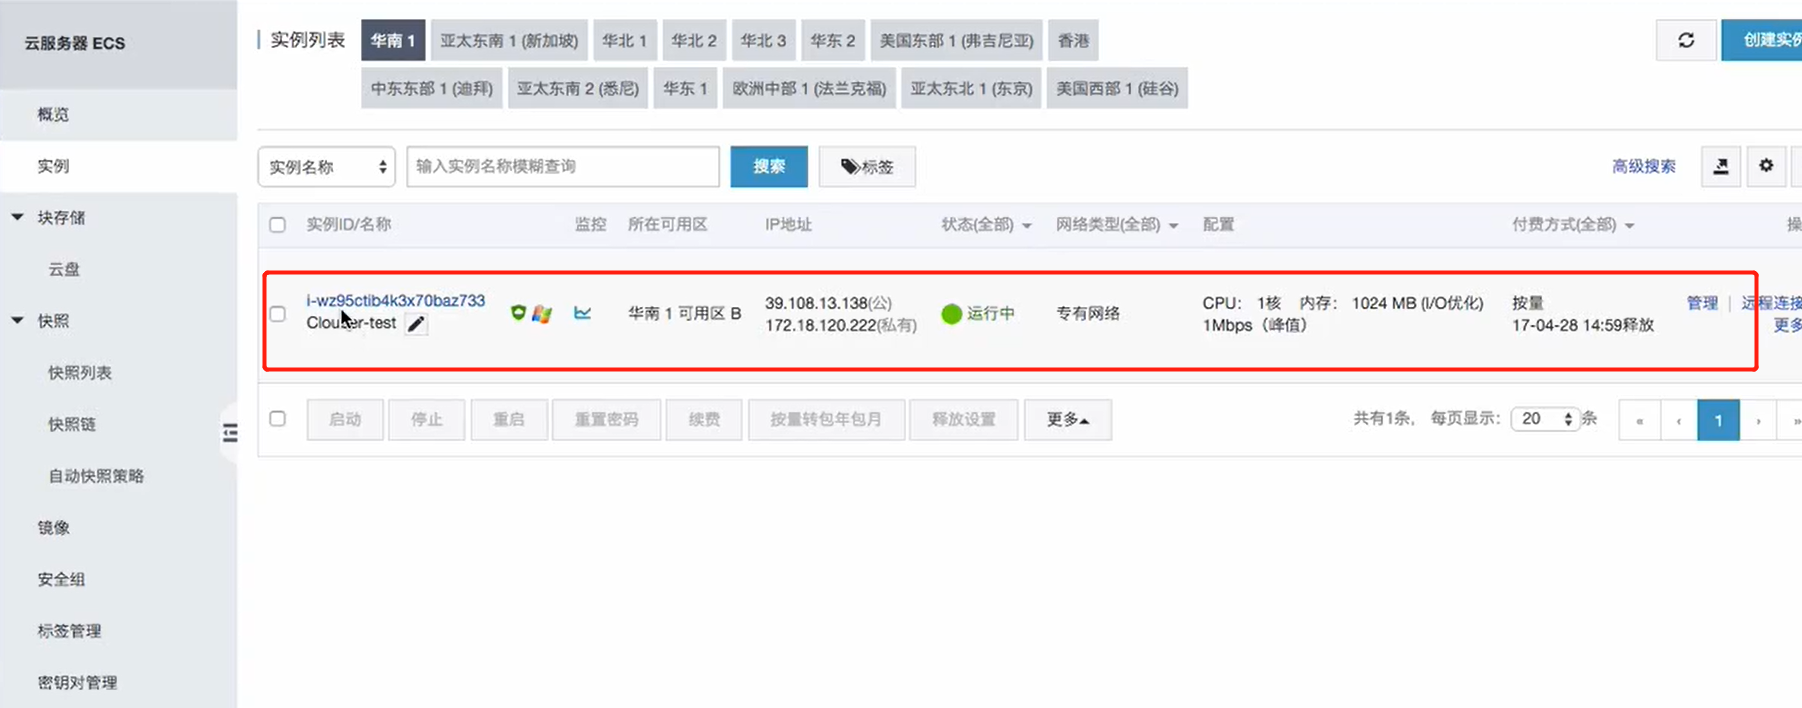 云服务器 ECS
概览
实例
块存储
云盘
快照
快照列表
快照链
自动快照策略
镜像
安全组
标签管理
密钥对管理
实例列表 华南 1 亚太东南 1 (新加坡) 华北 1 华北 2 华北 3 华东 2 美国东部 1 (弗吉尼亚) 香港
中东东部 1 (迪拜) 亚太东南 2 (悉尼) 华东 1 欧洲中部 1 (法兰克福) 亚太东北 1 (东京) 美国西部 1 (硅谷)
创建实例
实例名称 输入实例名称模糊查询 搜索 标签 高级搜索
实例ID/名称 监控 所在可用区 IP地址 状态(全部) 网络类型(全部) 配置 付费方式(全部)
i-wz95ctib4k3x70baz733
-test
华南 1 可用区 B
39.108.13.138(公)
172.18.120.222(私有)
运行中
专有网络
CPU: 1核 内存: 1024 MB (I/O优化)
1Mbps (峰值)
按量
17-04-28 14:59释放
管理 | 远程连接
更多
启动 停止 重启 重置密码 续费 按量转包年包月 释放设置 更多
共有1条, 每页显示: 20 条 « ‹ 1 › »